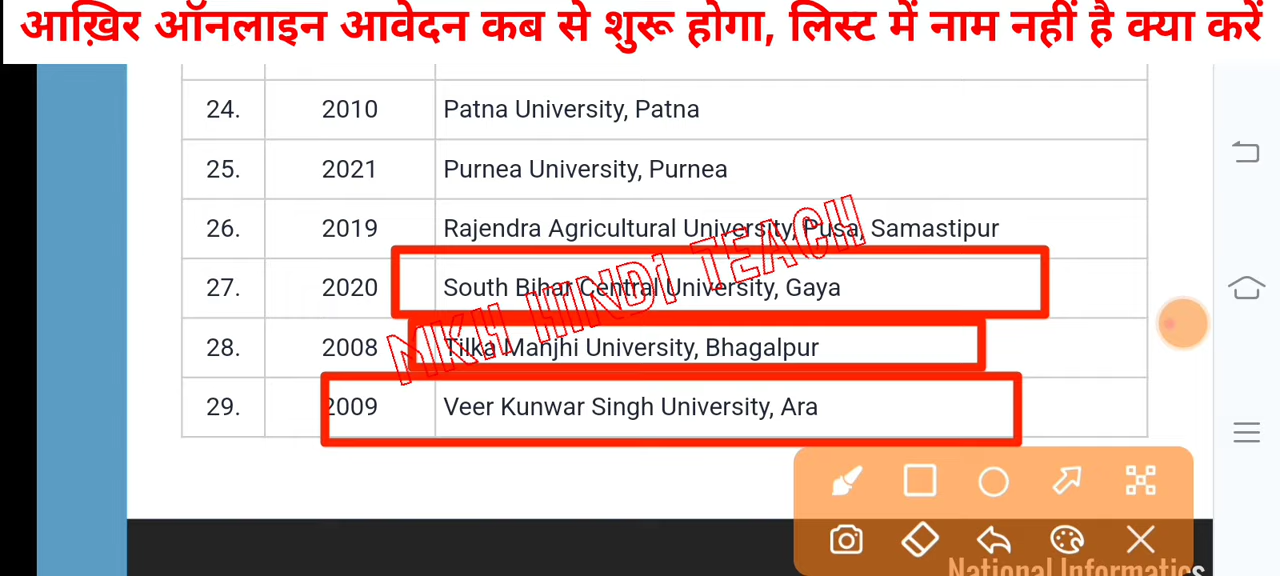 आख़िर ऑनलाइन आवेदन कब से शुरू होगा, लिस्ट में नाम नहीं है क्या करें
24. 2010 Patna University, Patna
25. 2021 Purnea University, Purnea
26. 2019 Rajendra Agricultural University, Pusa, Samastipur
27. 2020 South Bihar Central University, Gaya
28. 2008 Tilka Manjhi University, Bhagalpur
29. 2009 Veer Kunwar Singh University, Ara
MKH HINDI TEACH
National Informatics